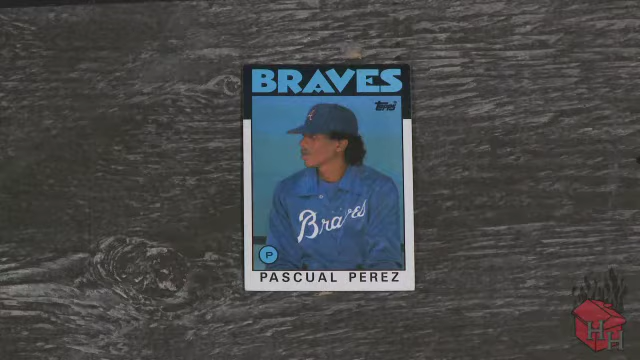 BRAVES
Topps
Braves
P
PASCUAL PEREZ
H
H